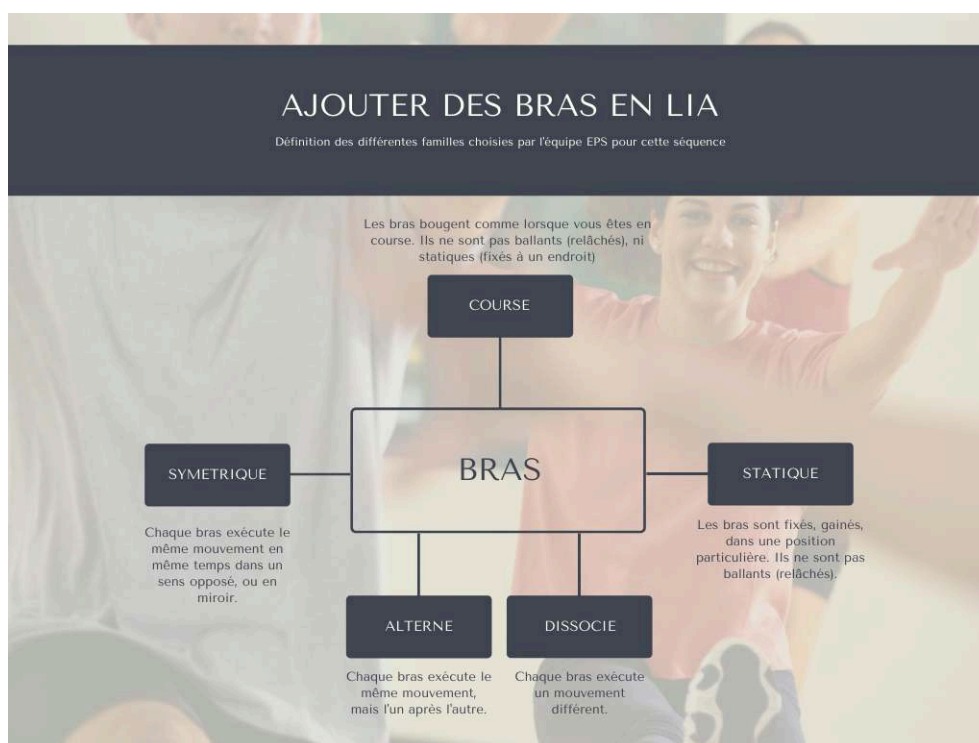 AJOUTER DES BRAS EN LIA
Définition des différentes familles choisies par l'équipe EPS pour cette séquence
Les bras bougent comme lorsque vous êtes en
course. Ils ne sont pas ballants (relâchés), ni
statiques (fixés à un endroit)
COURSE
BRAS
SYMETRIQUE
Chaque bras exécute le
même mouvement en
même temps dans un
sens opposé, ou en
miroir.
STATIQUE
Les bras sont fixés, gainés,
dans une position
particulière. Ils ne sont pas
ballants (relâchés).
ALTERNE
Chaque bras exécute le
même mouvement,
mais l'un après l'autre.
DISSOCIE
Chaque bras exécute
un mouvement
différent.